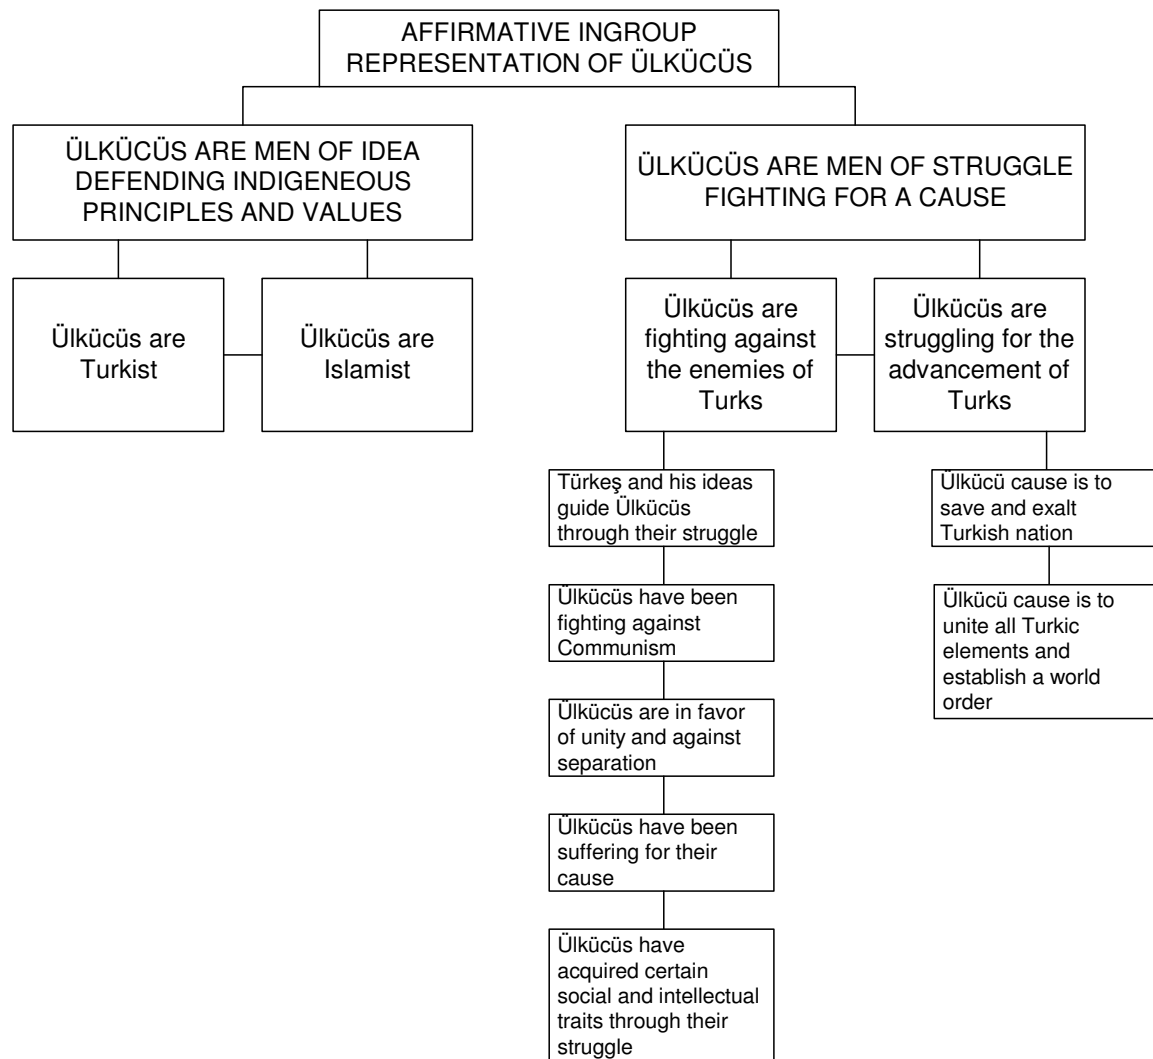 AFFIRMATIVE INGROUP
REPRESENTATION OF ÜLKÜCÜS
ÜLKÜCÜS ARE MEN OF IDEA
DEFENDING INDIGENEOUS
PRINCIPLES AND VALUES
ÜLKÜCÜS ARE MEN OF STRUGGLE
FIGHTING FOR A CAUSE
Ülkücüs are
Turkist
Ülkücüs are
Islamist
Ülkücüs are
fighting against
the enemies of
Turks
Ülkücüs are
struggling for the
advancement of
Turks
Türkeş and his ideas
guide Ülkücüs
through their struggle
Ülkücüs have been
fighting against
Communism
Ülkücüs are in favor
of unity and against
separation
Ülkücüs have been
suffering for their
cause
Ülkücüs have
acquired certain
social and intellectual
traits through their
struggle
Ülkücü cause is to
save and exalt
Turkish nation
Ülkücü cause is to
unite all Turkic
elements and
establish a world
order